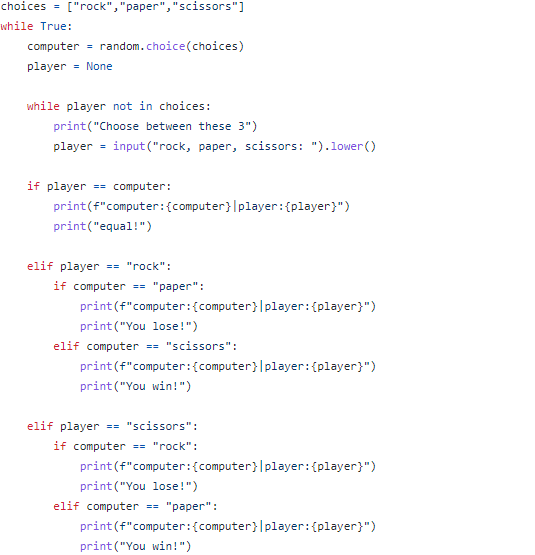 choices = ["rock","paper","scissors"]
while True:
    computer = random.choice(choices)
    player = None

    while player not in choices:
        print("Choose between these 3")
        player = input("rock, paper, scissors: ").lower()

    if player == computer:
        print(f"computer:{computer}|player:{player}")
        print("equal!")

    elif player == "rock":
        if computer == "paper":
            print(f"computer:{computer}|player:{player}")
            print("You lose!")
        elif computer == "scissors":
            print(f"computer:{computer}|player:{player}")
            print("You win!")

    elif player == "scissors":
        if computer == "rock":
            print(f"computer:{computer}|player:{player}")
            print("You lose!")
        elif computer == "paper":
            print(f"computer:{computer}|player:{player}")
            print("You win!")